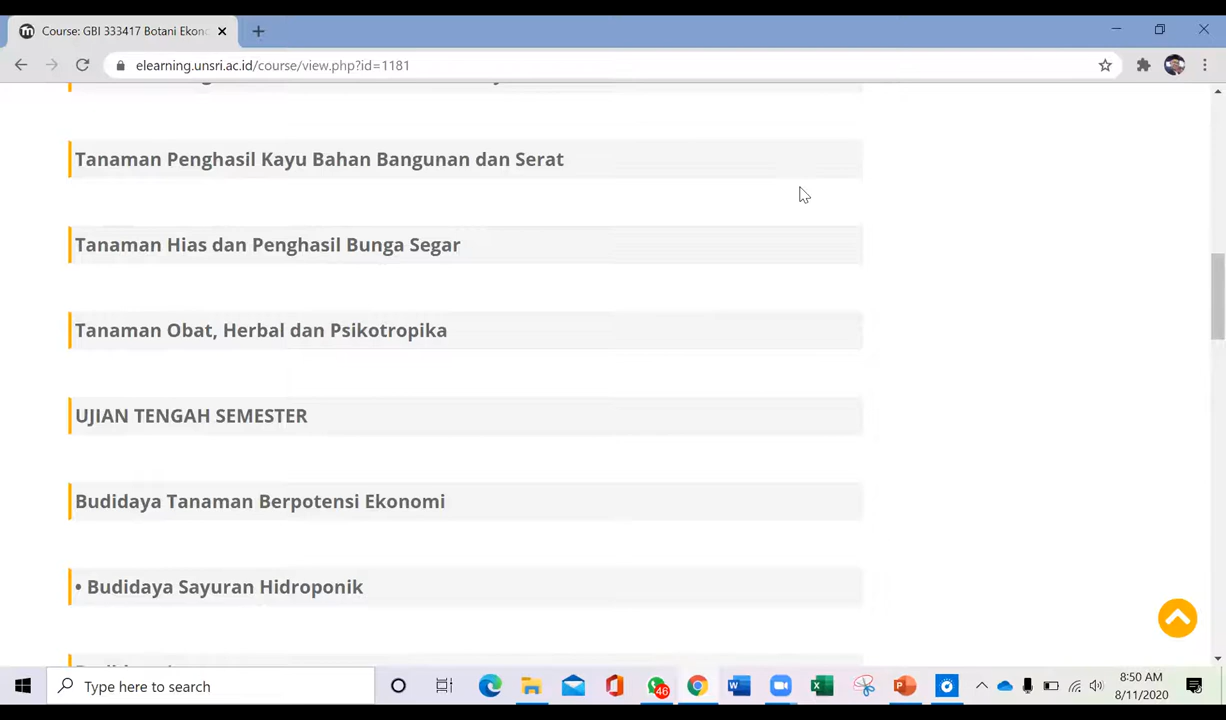 Course: GBI 333417 Botani Ekon
elearning.unsri.ac.id/course/view.php?id=1181
Tanaman Penghasil Kayu Bahan Bangunan dan Serat
Tanaman Hias dan Penghasil Bunga Segar
Tanaman Obat, Herbal dan Psikotropika
UJIAN TENGAH SEMESTER
Budidaya Tanaman Berpotensi Ekonomi
• Budidaya Sayuran Hidroponik
Type here to search
46
8:50 AM
8/11/2020